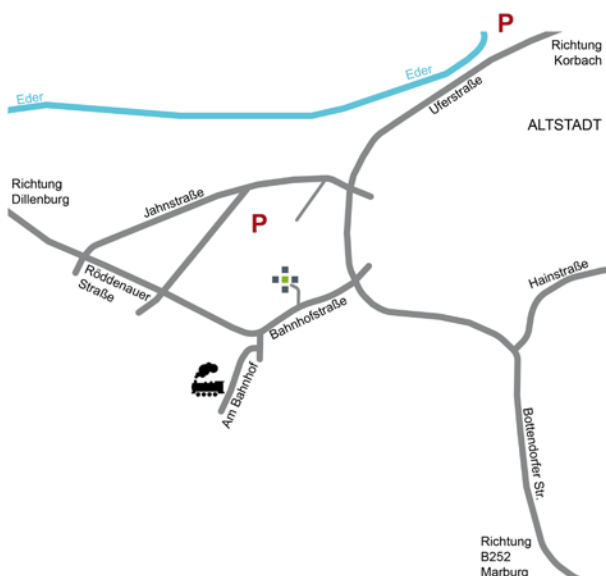 P
Richtung
Korbach
Eder
Eder
Uferstraße
ALTSTADT
Richtung
Dillenburg
Jahnstraße
P
Röddenauer
Straße
Hainstraße
Bahnhofstraße
Am Bahnhof
Bottendorfer Str.
Richtung
B252
Marburg